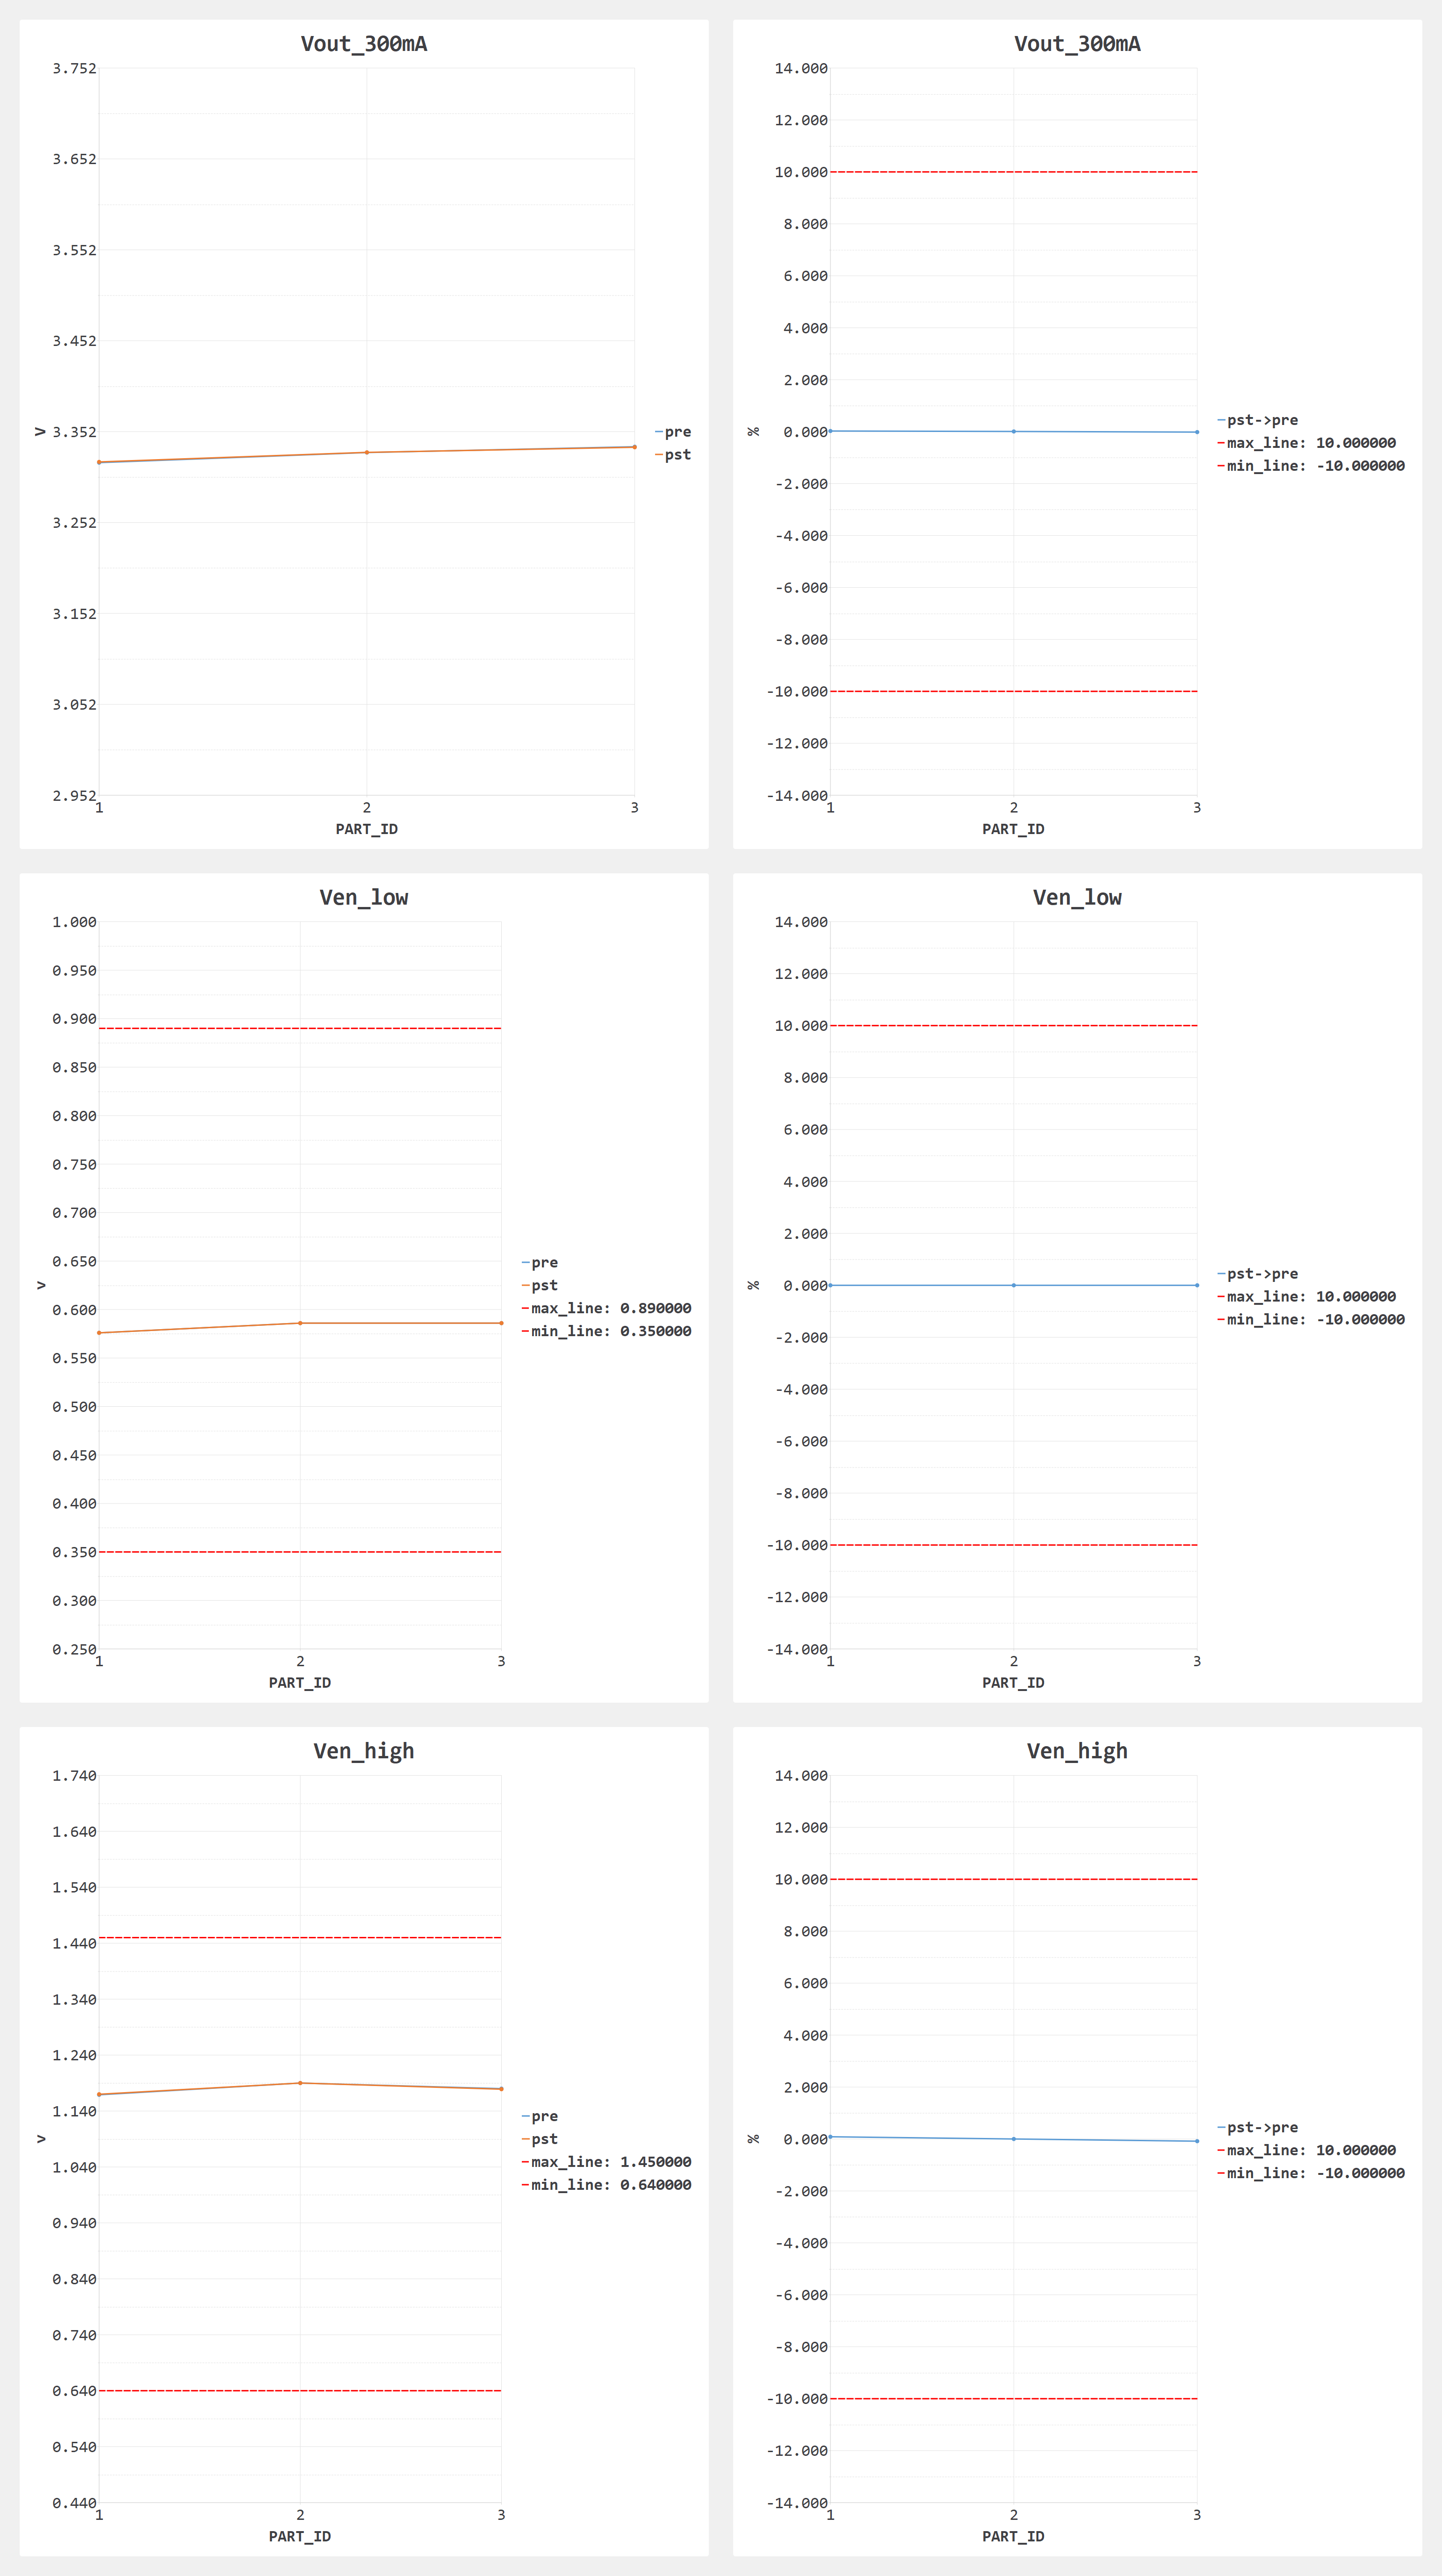 Vout_300mA
3.752
3.652
3.552
3.452
3.352
3.252
3.152
3.052
2.952
V
1 2 3
PART_ID
pre
pst
Vout_300mA
14.000
12.000
10.000
8.000
6.000
4.000
2.000
0.000
-2.000
-4.000
-6.000
-8.000
-10.000
-12.000
-14.000
%
1 2 3
PART_ID
pst->pre
max_line: 10.000000
min_line: -10.000000
Ven_low
1.000
0.950
0.900
0.850
0.800
0.750
0.700
0.650
0.600
0.550
0.500
0.450
0.400
0.350
0.300
0.250
V
1 2 3
PART_ID
pre
pst
max_line: 0.890000
min_line: 0.350000
Ven_low
14.000
12.000
10.000
8.000
6.000
4.000
2.000
0.000
-2.000
-4.000
-6.000
-8.000
-10.000
-12.000
-14.000
%
1 2 3
PART_ID
pst->pre
max_line: 10.000000
min_line: -10.000000
Ven_high
1.740
1.640
1.540
1.440
1.340
1.240
1.140
1.040
0.940
0.840
0.740
0.640
0.540
0.440
V
1 2 3
PART_ID
pre
pst
max_line: 1.450000
min_line: 0.640000
Ven_high
14.000
12.000
10.000
8.000
6.000
4.000
2.000
0.000
-2.000
-4.000
-6.000
-8.000
-10.000
-12.000
-14.000
%
1 2 3
PART_ID
pst->pre
max_line: 10.000000
min_line: -10.000000